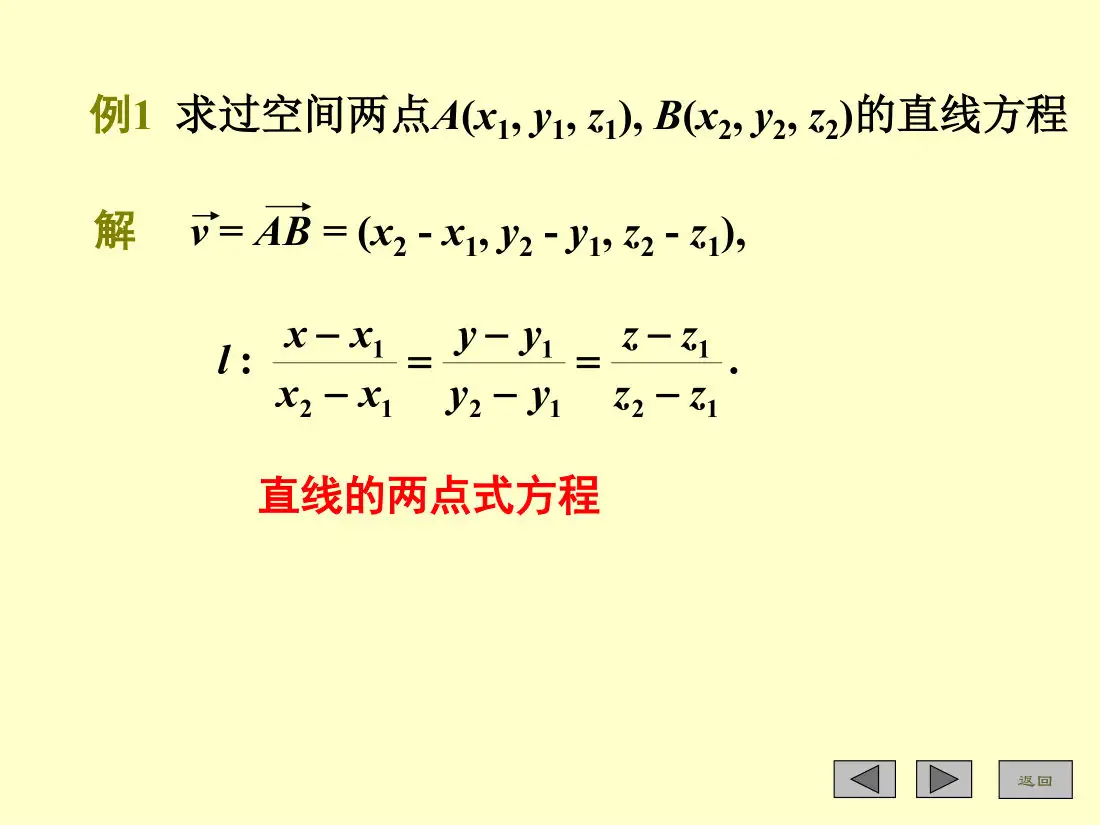 例1 求过空间两点A(x₁, y₁, z₁), B(x₂, y₂, z₂)的直线方程
解 v⃗ = A⃗B⃗ = (x₂ - x₁, y₂ - y₁, z₂ - z₁),
l : (x − x₁)/(x₂ − x₁) = (y − y₁)/(y₂ − y₁) = (z − z₁)/(z₂ − z₁) .
直线的两点式方程
返回